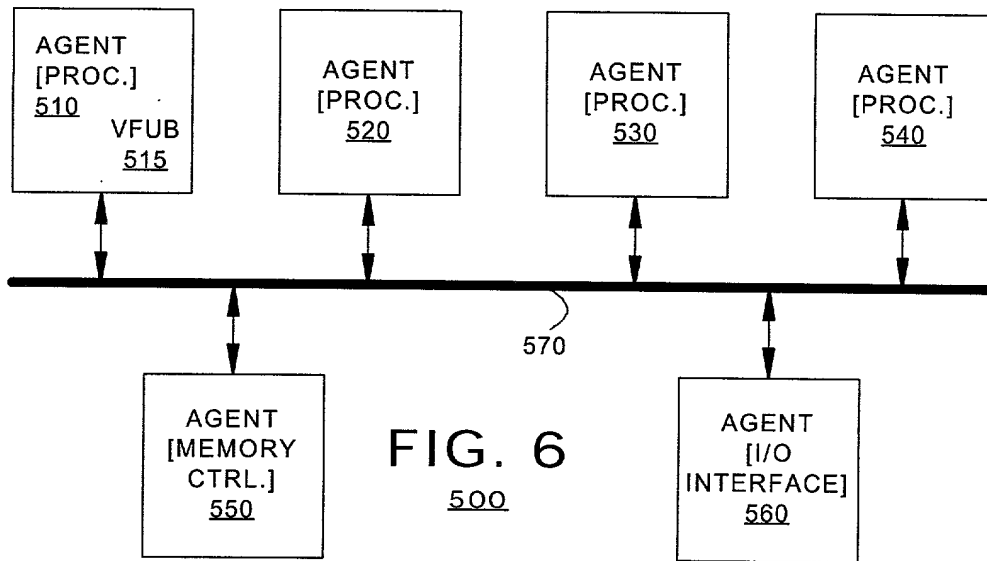 AGENT
[PROC.]
510
VFUB
515
AGENT
[PROC.]
520
AGENT
[PROC.]
530
AGENT
[PROC.]
540
570
AGENT
[MEMORY
CTRL.]
550
FIG. 6
500
AGENT
[I/O
INTERFACE]
560